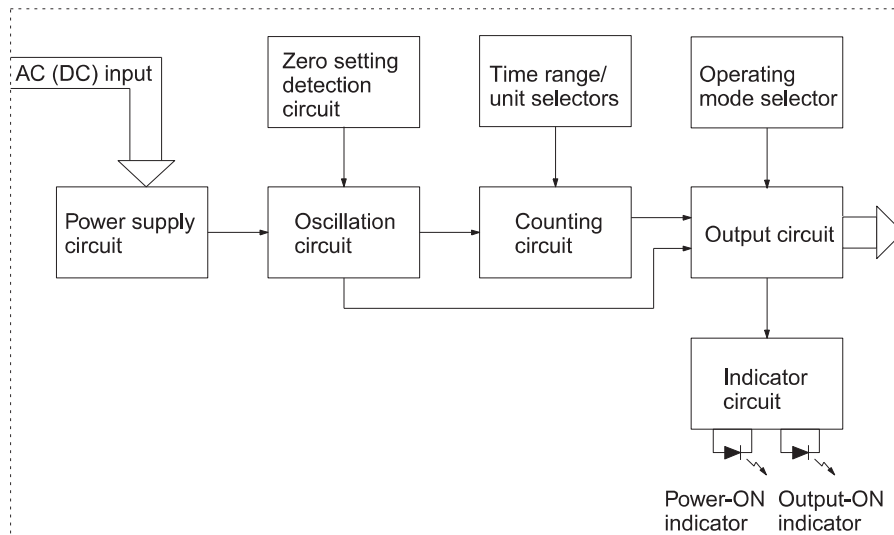 AC (DC) input
Zero setting
detection
circuit
Time range/
unit selectors
Operating
mode selector
Power supply
circuit
Oscillation
circuit
Counting
circuit
Output circuit
Indicator
circuit
Power-ON
indicator
Output-ON
indicator